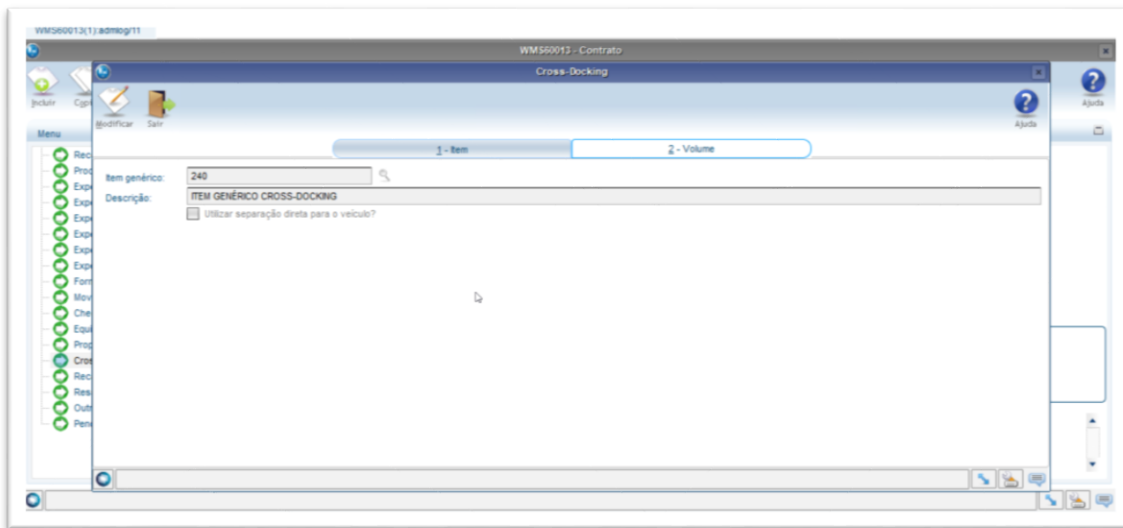 WMS60013(1):admlog/11
WMS60013 - Contrato
Cross-Docking
Incluir
Modificar
Sair
Ajuda
Ajuda
Menu
1 - Item
2 - Volume
Item genérico:
240
Descrição:
ITEM GENÉRICO CROSS-DOCKING
Utilizar separação direta para o veículo?